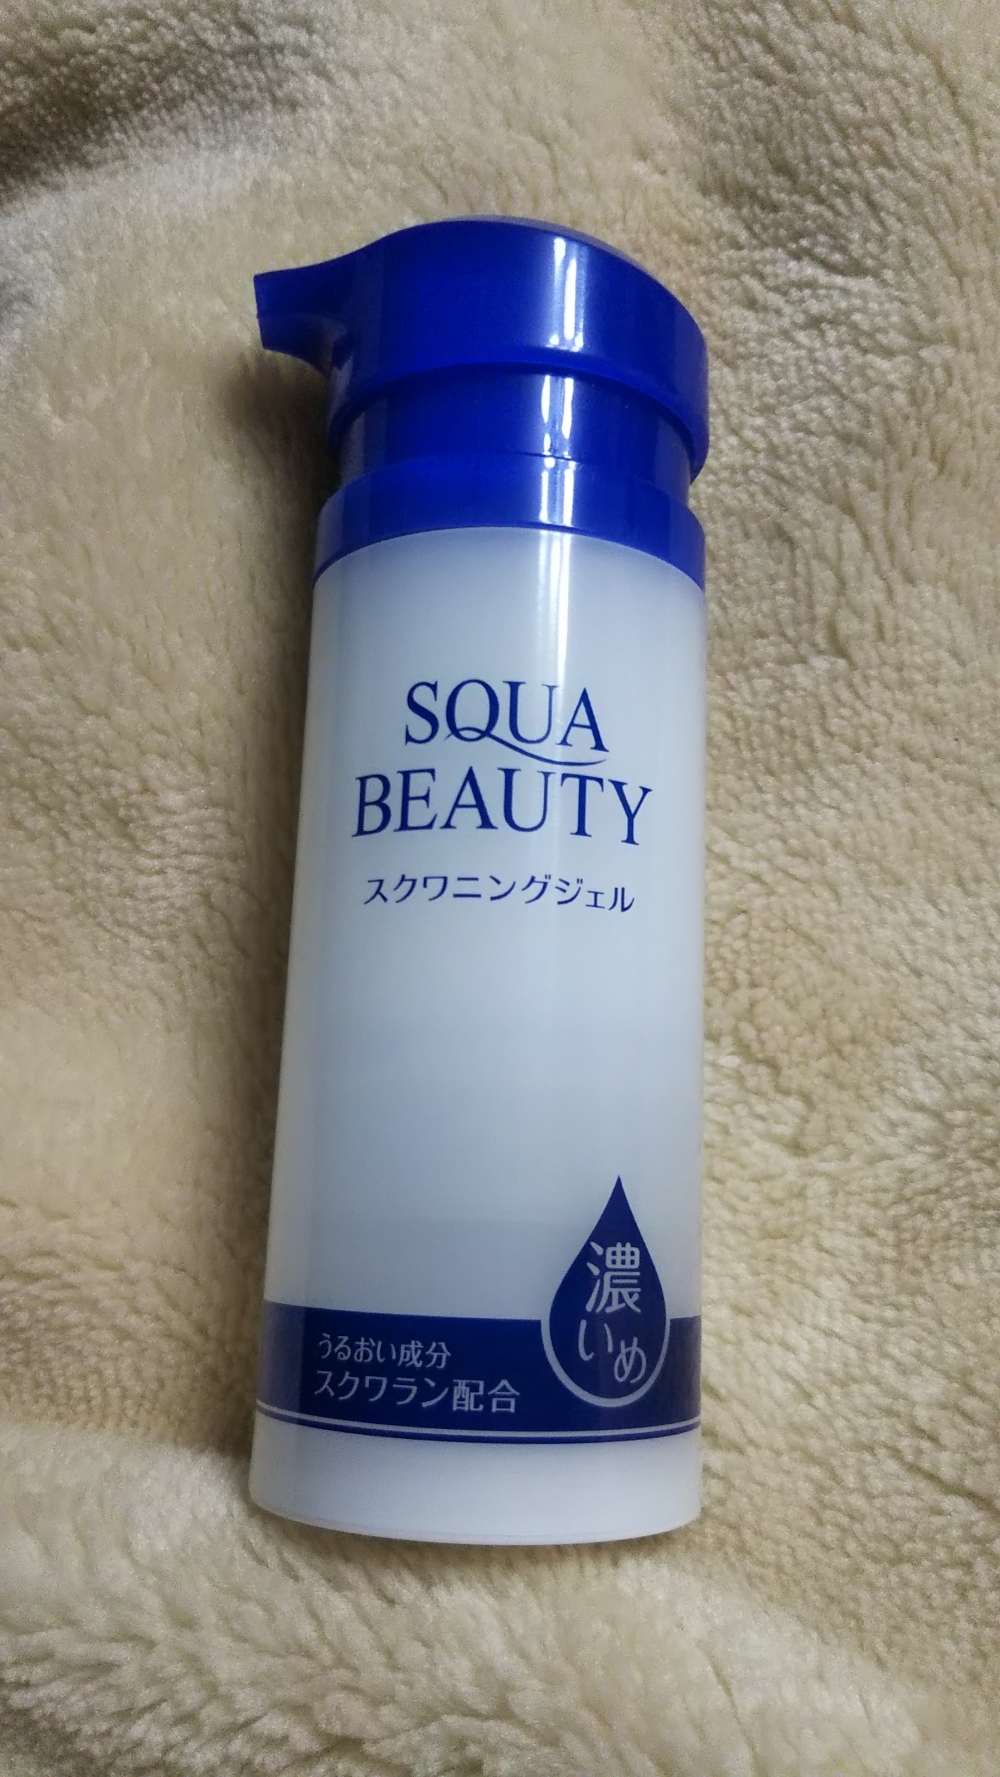 SQUA
BEAUTY
スクワニングジェル
濃
いめ
うるおい成分
スクワラン配合